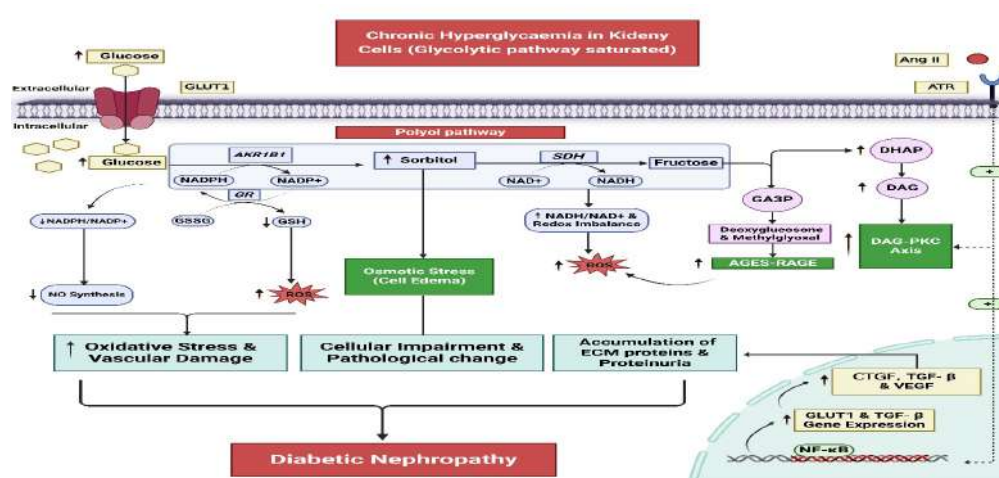 Chronic Hyperglycaemia in Kideny
Cells (Glycolytic pathway saturated)
Glucose
Extracellular
GLUT1
Ang II
ATR
Intracellular
Polyol pathway
Glucose
AKR1B1
NADPH
NADP+
Sorbitol
SDH
NAD+
NADH
Fructose
DHAP
GR
GSSG
GSH
↓NADPH/NADP+
↑ NADH/NAD+ &
Redox Imbalance
GA3P
DAG
Deoxyglucosone
& Methylglyoxal
DAG-PKC
Axis
NO Synthesis
ROS
Osmotic Stress
(Cell Edema)
ROS
AGES-RAGE
Oxidative Stress &
Vascular Damage
Cellular Impairment &
Pathological change
Accumulation of
ECM proteins &
Proteinuria
CTGF, TGF- β
& VEGF
GLUT1 & TGF- β
Gene Expression
NF-κB
Diabetic Nephropathy